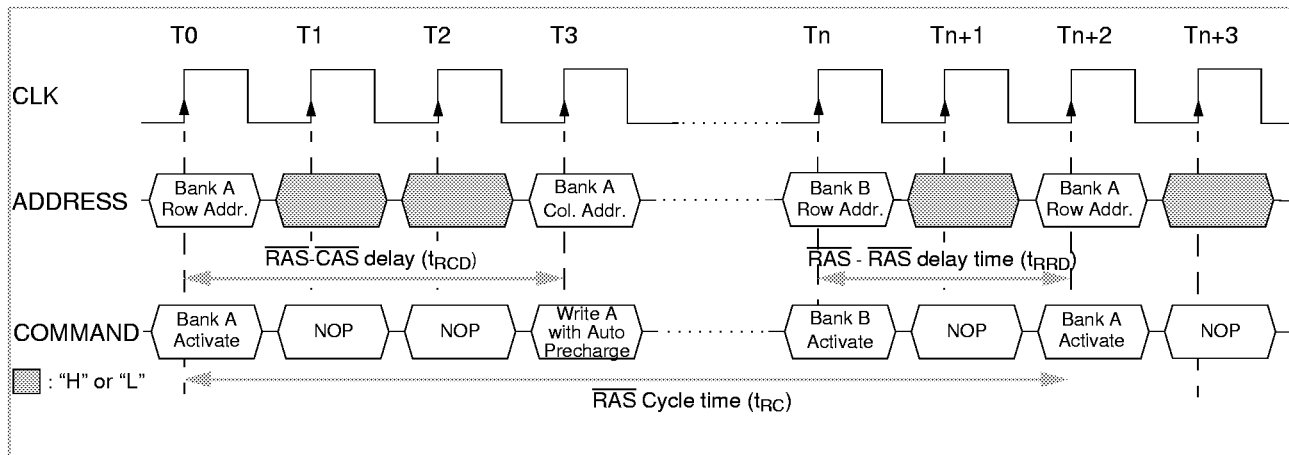 T0 T1 T2 T3 Tn Tn+1 Tn+2 Tn+3
CLK
ADDRESS
Bank A
Row Addr.
Bank A
Col. Addr.
Bank B
Row Addr.
Bank A
Row Addr.
RAS-CAS delay (tRCD)
RAS - RAS delay time (tRRD)
COMMAND
Bank A
Activate
NOP
NOP
Write A
with Auto
Precharge
Bank B
Activate
NOP
Bank A
Activate
NOP
: “H” or “L”
RAS Cycle time (tRC)